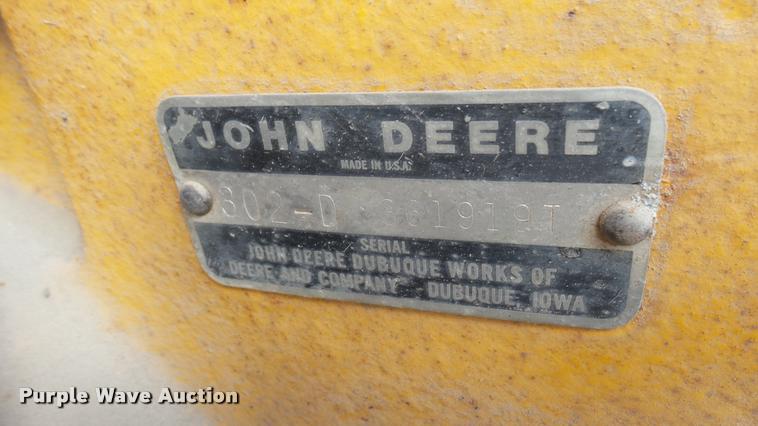 JOHN DEERE
MADE IN U.S.A.
302-D 361919T
SERIAL
JOHN DEERE DUBUQUE WORKS OF
DEERE AND COMPANY DUBUQUE, IOWA
Purple Wave Auction